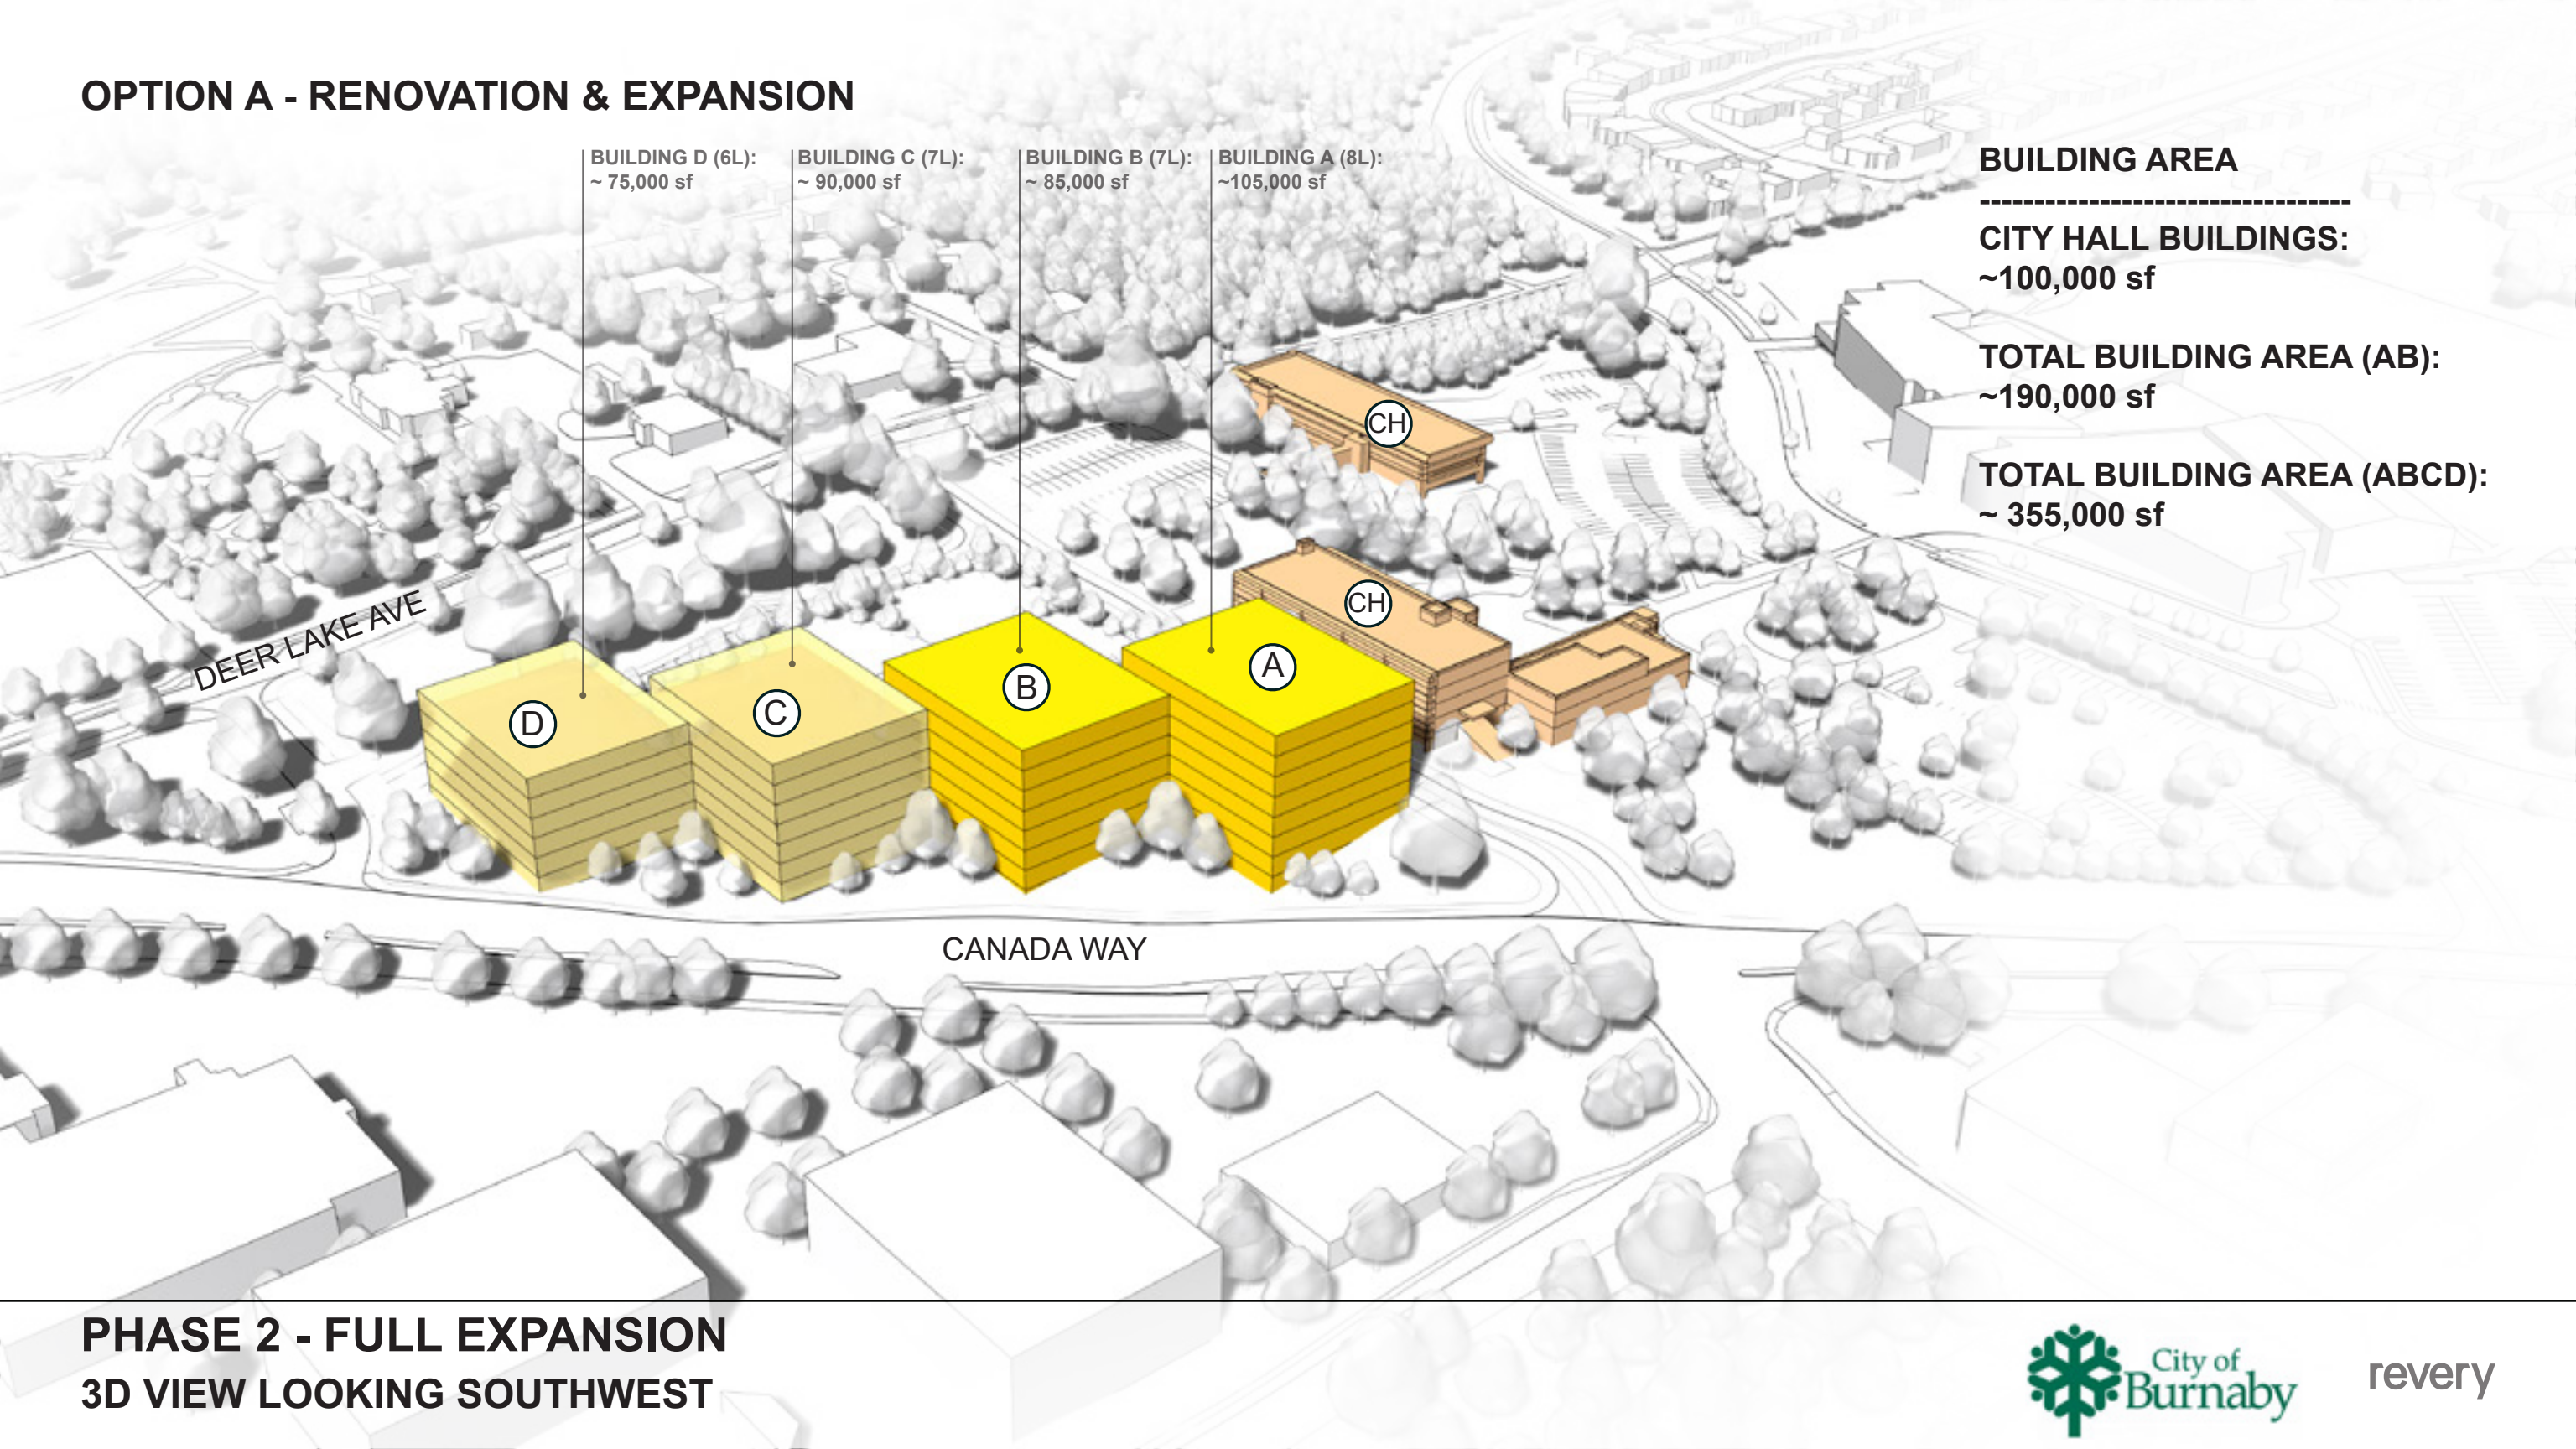 OPTION A - RENOVATION & EXPANSION
BUILDING D (6L):
~ 75,000 sf
BUILDING C (7L):
~ 90,000 sf
BUILDING B (7L):
~ 85,000 sf
BUILDING A (8L):
~105,000 sf
BUILDING AREA
----------------------------------
CITY HALL BUILDINGS:
~100,000 sf
TOTAL BUILDING AREA (AB):
~190,000 sf
TOTAL BUILDING AREA (ABCD):
~ 355,000 sf
CH
CH
DEER LAKE AVE
A
B
C
D
CANADA WAY
PHASE 2 - FULL EXPANSION
3D VIEW LOOKING SOUTHWEST
City of
Burnaby
revery